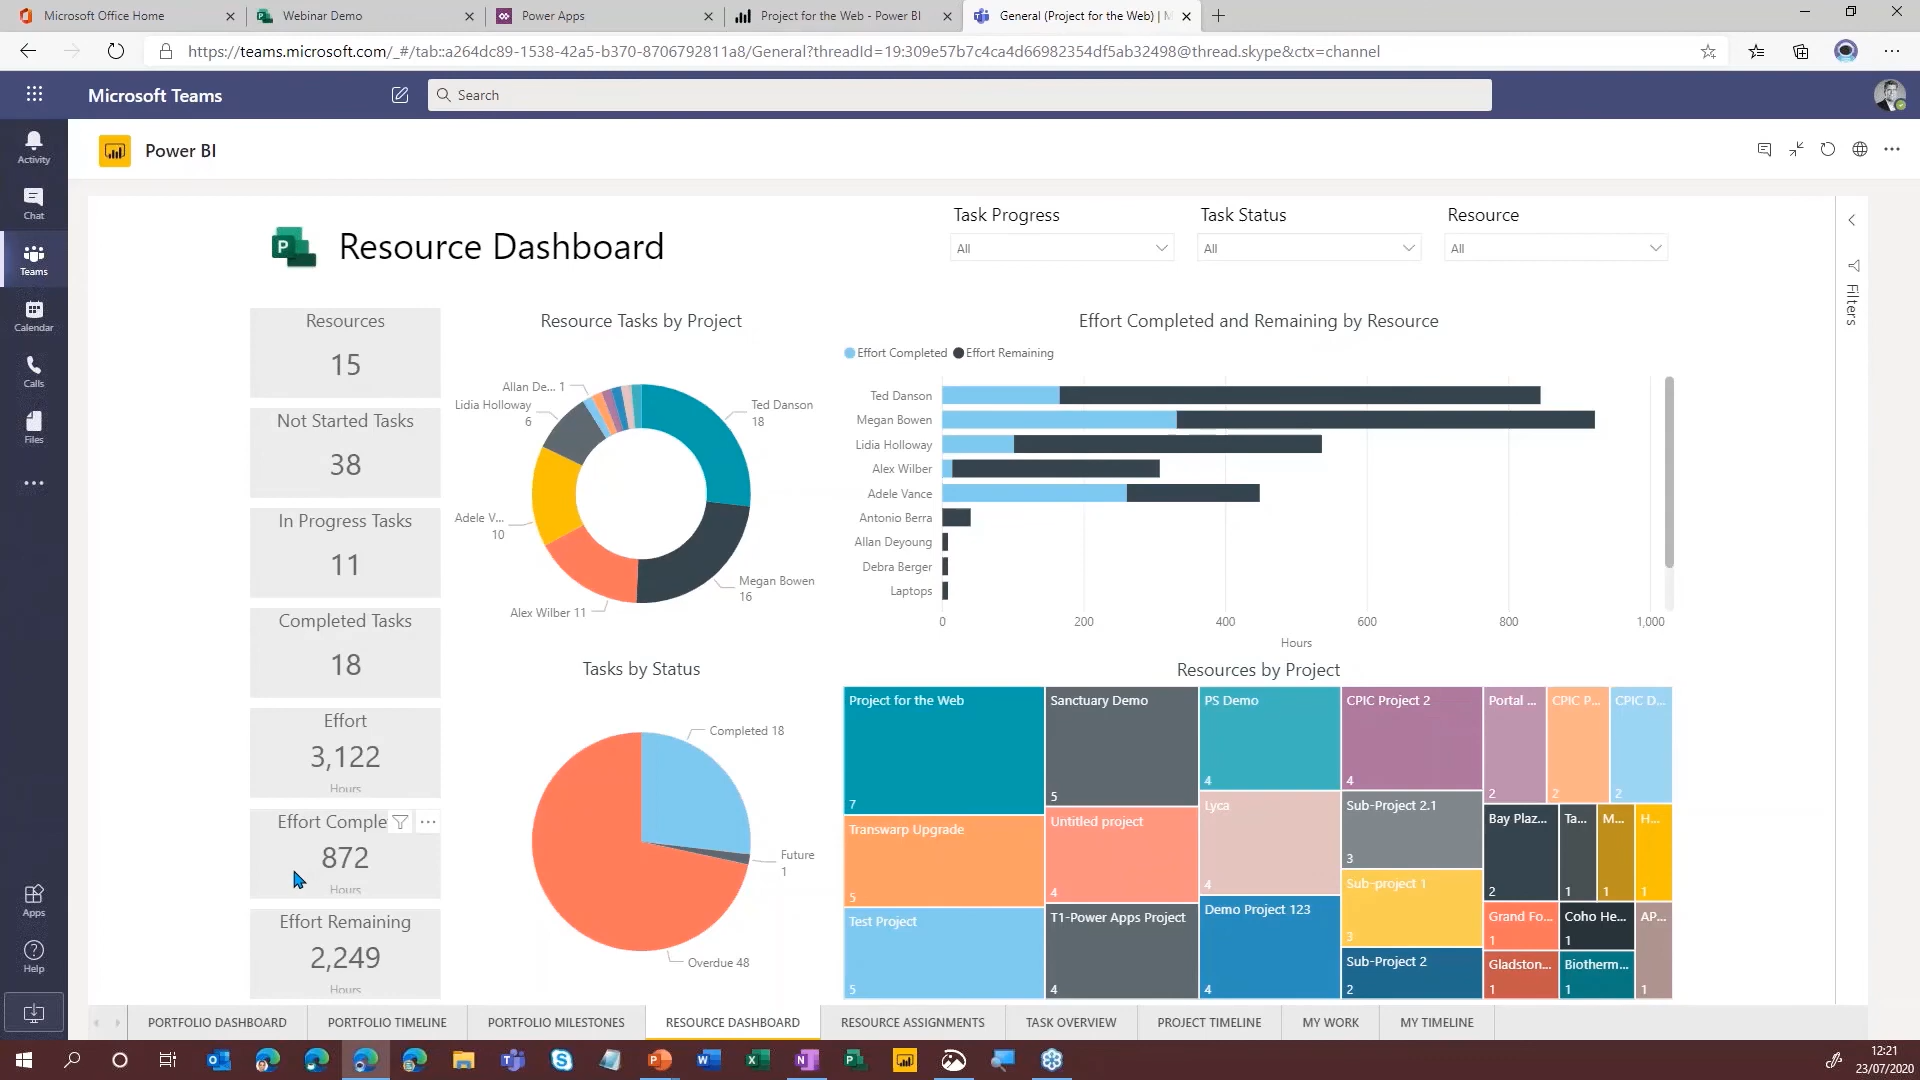 Microsoft Office Home
Webinar Demo
Power Apps
Project for the Web - Power BI
General (Project for the Web) | M
https://teams.microsoft.com/_#/tab::a264dc89-1538-42a5-b370-8706792811a8/General?threadId=19:309e57b7c4ca4d66982354df5ab32498@thread.skype&ctx=channel
Microsoft Teams
Search
Activity
Chat
Teams
Calendar
Calls
Files
Apps
Help
Power BI
Resource Dashboard
Task Progress
All
Task Status
All
Resource
All
Filters
Resources
15
Not Started Tasks
38
In Progress Tasks
11
Completed Tasks
18
Effort
3,122
Hours
Effort Comple
872
Hours
Effort Remaining
2,249
Hours
Resource Tasks by Project
Allan De... 1
Lidia Holloway
6
Ted Danson
18
Adele V...
10
Megan Bowen
16
Alex Wilber 11
Effort Completed and Remaining by Resource
Effort Completed
Effort Remaining
Ted Danson
Megan Bowen
Lidia Holloway
Alex Wilber
Adele Vance
Antonio Berra
Allan Deyoung
Debra Berger
Laptops
0 200 400 600 800 1,000
Hours
Tasks by Status
Completed 18
Future
1
Overdue 48
Resources by Project
Project for the Web
7
Transwarp Upgrade
5
Test Project
5
Sanctuary Demo
5
Untitled project
4
T1-Power Apps Project
4
PS Demo
4
Lyca
4
Demo Project 123
4
CPIC Project 2
4
Sub-Project 2.1
3
Sub-project 1
3
Sub-Project 2
2
Portal ...
2
CPIC P...
2
CPIC D...
2
Bay Plaz...
2
Ta...
1
M...
1
H...
1
Grand Fo...
1
Coho He...
1
AP...
1
Gladston...
1
Biotherm...
1
PORTFOLIO DASHBOARD
PORTFOLIO TIMELINE
PORTFOLIO MILESTONES
RESOURCE DASHBOARD
RESOURCE ASSIGNMENTS
TASK OVERVIEW
PROJECT TIMELINE
MY WORK
MY TIMELINE
12:21
23/07/2020